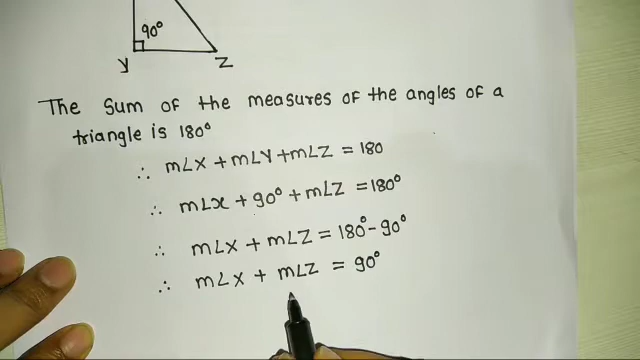 90°
Y Z
The Sum of the measures of the angles of a
triangle is 180°
∴ m∠X + m∠Y + m∠Z = 180
∴ m∠x + 90° + m∠Z = 180°
∴ m∠X + m∠Z = 180° - 90°
∴ m∠X + m∠Z = 90°